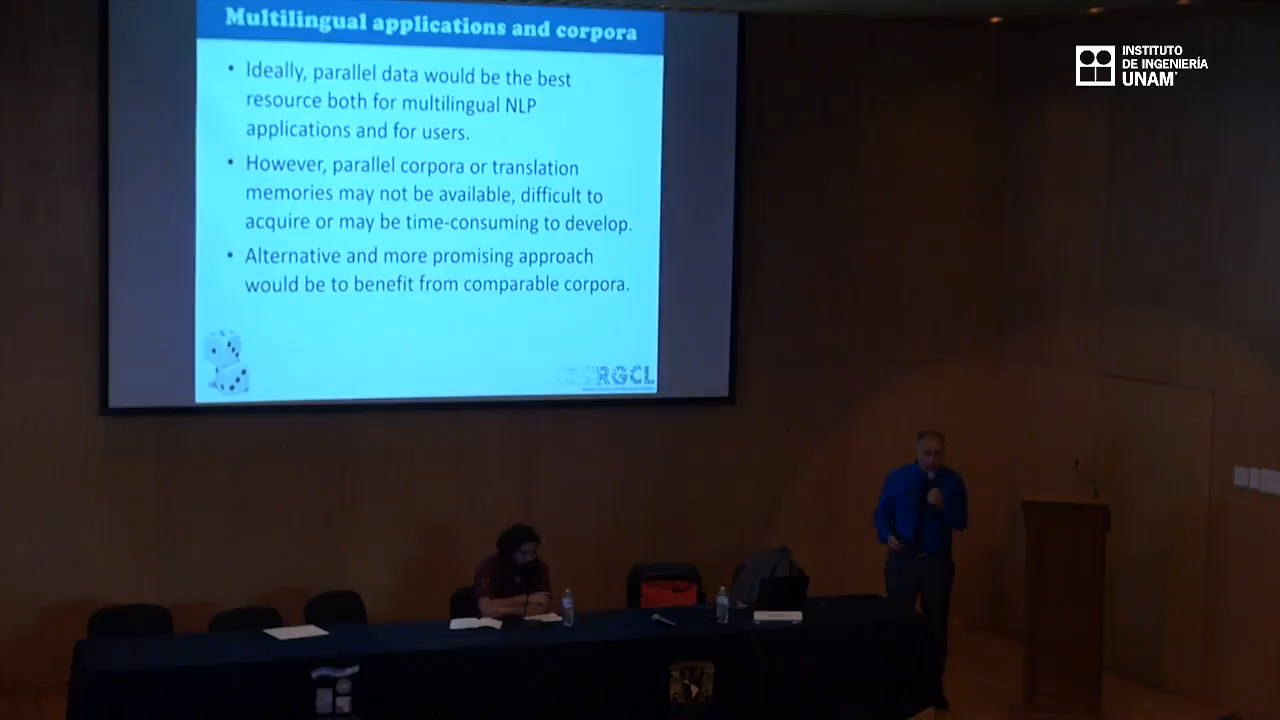 Multilingual applications and corpora
• Ideally, parallel data would be the best
resource both for multilingual NLP
applications and for users.
• However, parallel corpora or translation
memories may not be available, difficult to
acquire or may be time-consuming to develop.
• Alternative and more promising approach
would be to benefit from comparable corpora.
RGCL
INSTITUTO
DE INGENIERÍA
UNAM